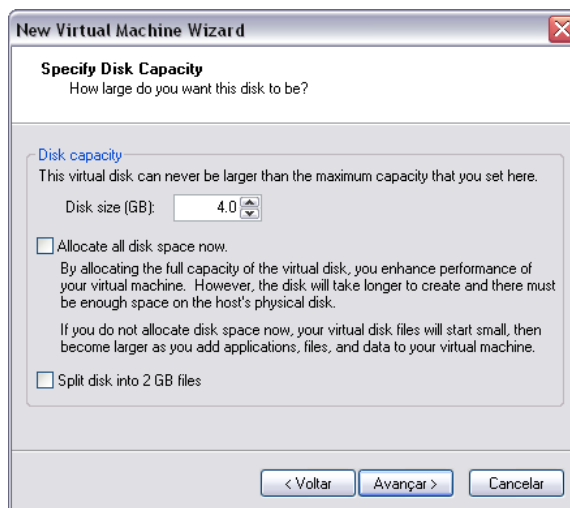 New Virtual Machine Wizard
Specify Disk Capacity
How large do you want this disk to be?
Disk capacity
This virtual disk can never be larger than the maximum capacity that you set here.
Disk size (GB): 4.0
Allocate all disk space now.
By allocating the full capacity of the virtual disk, you enhance performance of
your virtual machine. However, the disk will take longer to create and there must
be enough space on the host's physical disk.
If you do not allocate disk space now, your virtual disk files will start small, then
become larger as you add applications, files, and data to your virtual machine.
Split disk into 2 GB files
< Voltar Avançar > Cancelar